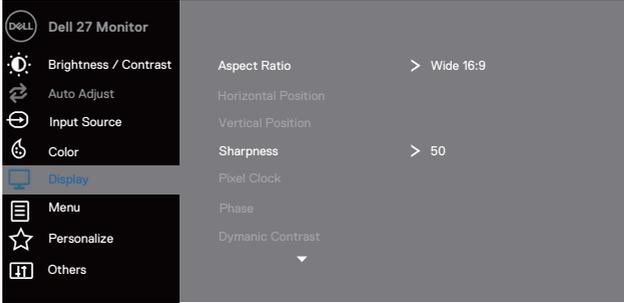 DELL Dell 27 Monitor
Brightness / Contrast
Auto Adjust
Input Source
Color
Display
Menu
Personalize
Others
Aspect Ratio > Wide 16:9
Horizontal Position
Vertical Position
Sharpness > 50
Pixel Clock
Phase
Dymanic Contrast